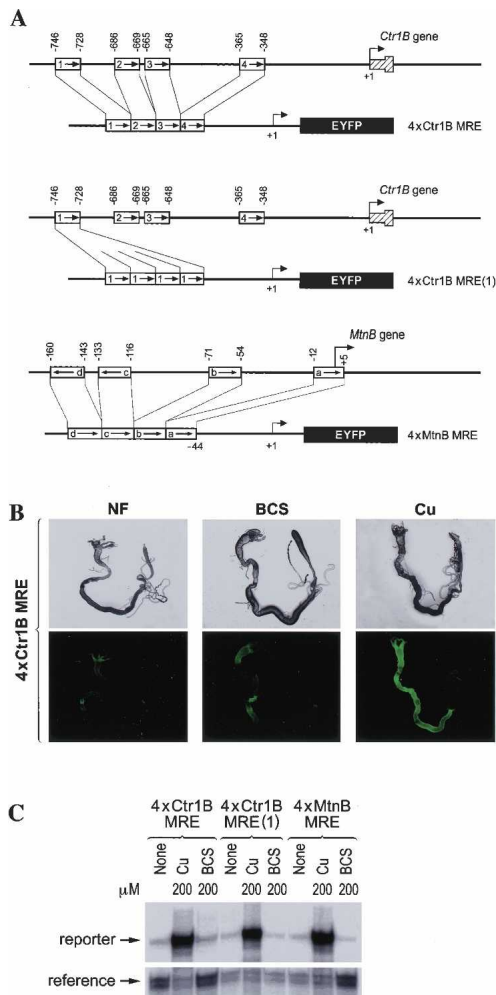 A
-746 -728 -686 -669 -665 -648 -365 -348 Ctr1B gene
1 2 3 4
+1
1 2 3 4 EYFP 4xCtr1B MRE
+1
-746 -728 -686 -669 -665 -648 -365 -348 Ctr1B gene
1 2 3 4
+1
1 1 1 1 EYFP 4xCtr1B MRE(1)
+1
-160 -143 -133 -116 -71 -54 -12 +5 MtnB gene
d c b a
d c b a EYFP 4xMtnB MRE
-44 +1
B
NF BCS Cu
4xCtr1B MRE
C
4xCtr1B 4xCtr1B 4xMtnB
MRE MRE(1) MRE
None Cu BCS None Cu BCS None Cu BCS
µM 200 200 200 200 200 200
reporter
reference